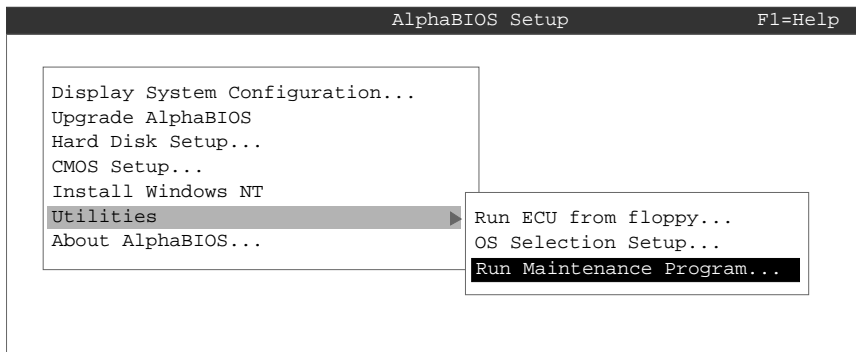 AlphaBIOS Setup F1=Help
Display System Configuration...
Upgrade AlphaBIOS
Hard Disk Setup...
CMOS Setup...
Install Windows NT
Utilities
About AlphaBIOS...
Run ECU from floppy...
OS Selection Setup...
Run Maintenance Program...